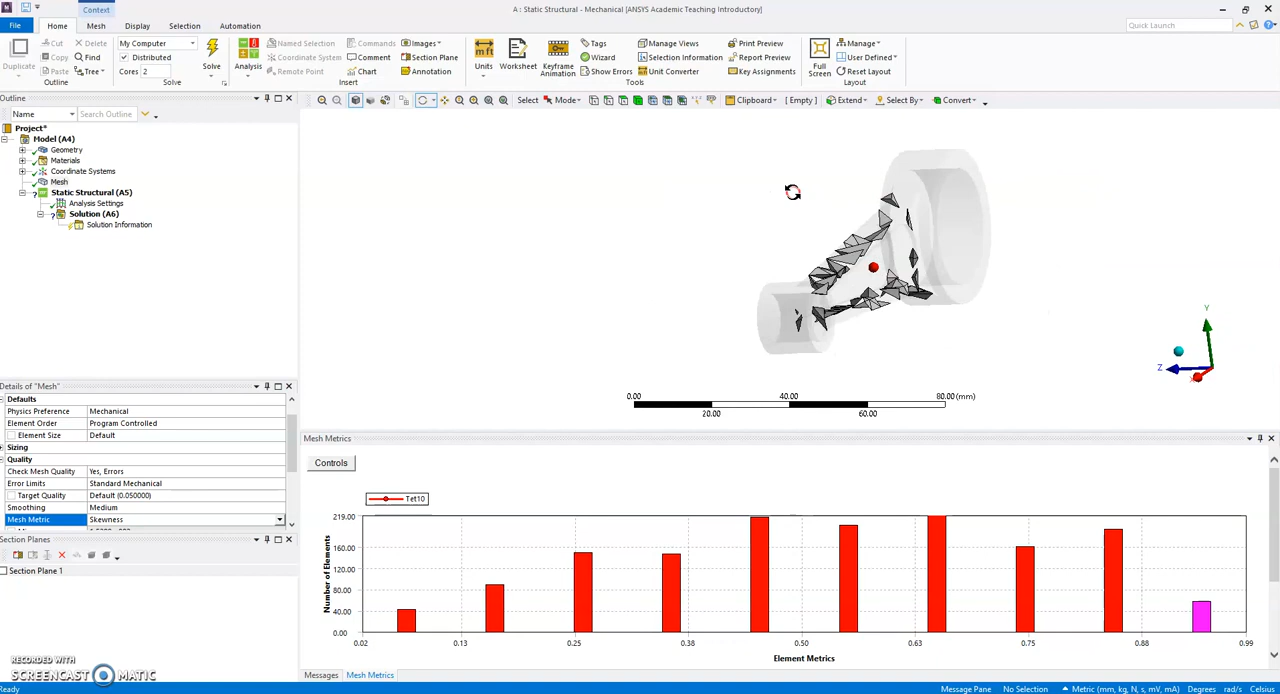 Context
A : Static Structural - Mechanical [ANSYS Academic Teaching Introductory]
File Home Mesh Display Selection Automation
Quick Launch
Duplicate
Cut
Copy
Paste
Delete
Find
Tree
Outline
My Computer
Distributed
Cores 2
Solve
Solve
Analysis
Named Selection
Coordinate System
Remote Point
Commands
Comment
Chart
Images
Section Plane
Annotation
Insert
Units
Worksheet
Keyframe
Animation
Tags
Wizard
Show Errors
Manage Views
Selection Information
Unit Converter
Print Preview
Report Preview
Key Assignments
Tools
Full
Screen
Manage
User Defined
Reset Layout
Layout
Outline
Name
Search Outline
Select Mode
Clipboard [ Empty ] Extend Select By Convert
Project*
Model (A4)
Geometry
Materials
Coordinate Systems
Mesh
Static Structural (A5)
Analysis Settings
Solution (A6)
Solution Information
Y
Z
X
0.00 40.00 80.00 (mm)
20.00 60.00
Details of "Mesh"
Defaults
Physics Preference Mechanical
Element Order Program Controlled
Element Size Default
Sizing
Quality
Check Mesh Quality Yes, Errors
Error Limits Standard Mechanical
Target Quality Default (0.050000)
Smoothing Medium
Mesh Metric Skewness
Section Planes
Section Plane 1
Mesh Metrics
Controls
Tet10
Number of Elements
219.00
160.00
120.00
80.00
40.00
0.00
0.02 0.13 0.25 0.38 0.50 0.63 0.75 0.88 0.99
Element Metrics
Messages Mesh Metrics
RECORDED WITH
SCREENCAST MATIC
Ready
Message Pane No Selection Metric (mm, kg, N, s, mV, mA) Degrees rad/s Celsius